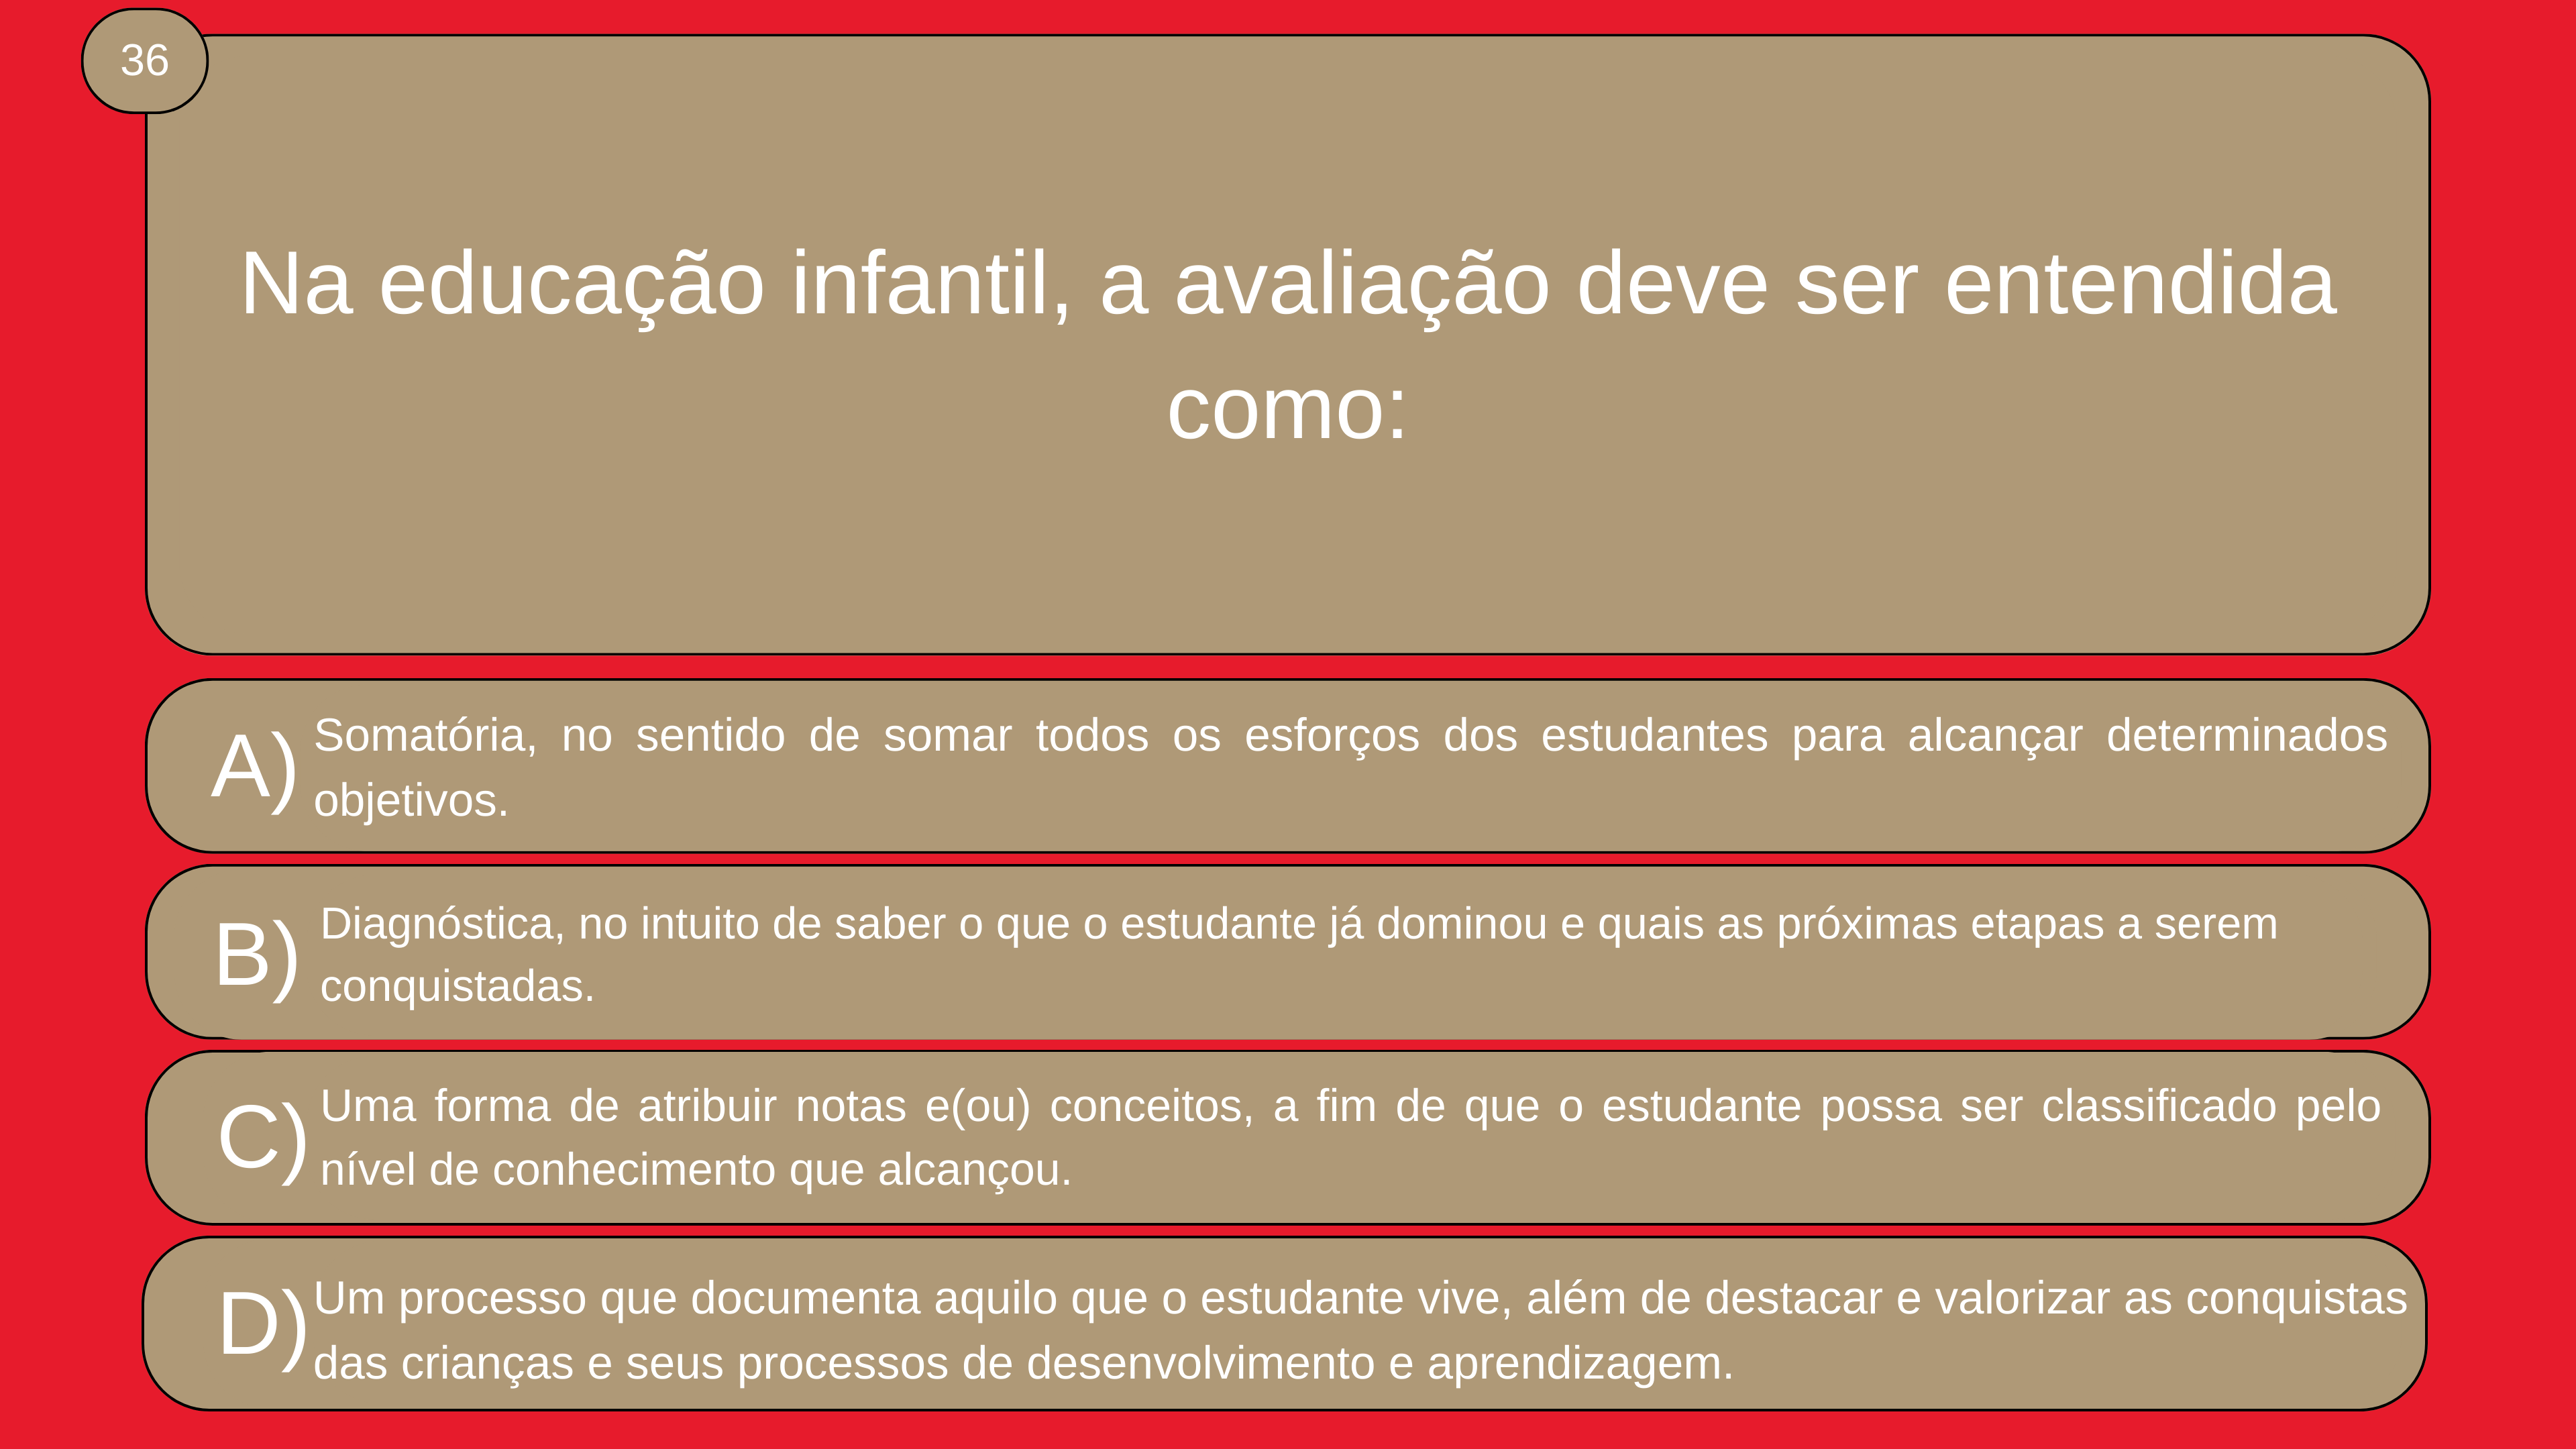 36
Na educação infantil, a avaliação deve ser entendida
como:
A) Somatória, no sentido de somar todos os esforços dos estudantes para alcançar determinados
objetivos.
B) Diagnóstica, no intuito de saber o que o estudante já dominou e quais as próximas etapas a serem
conquistadas.
C) Uma forma de atribuir notas e(ou) conceitos, a fim de que o estudante possa ser classificado pelo
nível de conhecimento que alcançou.
D) Um processo que documenta aquilo que o estudante vive, além de destacar e valorizar as conquistas
das crianças e seus processos de desenvolvimento e aprendizagem.